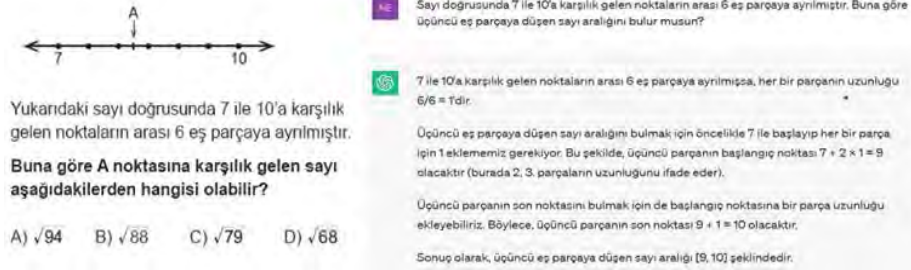 A
7
10
Yukarıdaki sayı doğrusunda 7 ile 10'a karşılık
gelen noktaların arası 6 eş parçaya ayrılmıştır.
Buna göre A noktasına karşılık gelen sayı
aşağıdakilerden hangisi olabilir?
A) √94 B) √88 C) √79 D) √68
NE
Sayı doğrusunda 7 ile 10'a karşılık gelen noktaların arası 6 eş parçaya ayrılmıştır. Buna göre
üçüncü eş parçaya düşen sayı aralığını bulur musun?
7 ile 10'a karşılık gelen noktaların arası 6 eş parçaya ayrılmışsa, her bir parçanın uzunluğu
6/6 = 1'dir.
Üçüncü eş parçaya düşen sayı aralığını bulmak için öncelikle 7 ile başlayıp her bir parça
için 1 eklememiz gerekiyor. Bu şekilde, üçüncü parçanın başlangıç noktası 7 + 2 × 1 = 9
olacaktır (burada 2, 3. parçaların uzunluğunu ifade eder).
Üçüncü parçanın son noktasını bulmak için de başlangıç noktasına bir parça uzunluğu
ekleyebiliriz. Böylece, üçüncü parçanın son noktası 9 + 1 = 10 olacaktır.
Sonuç olarak, üçüncü eş parçaya düşen sayı aralığı [9, 10] şeklindedir.